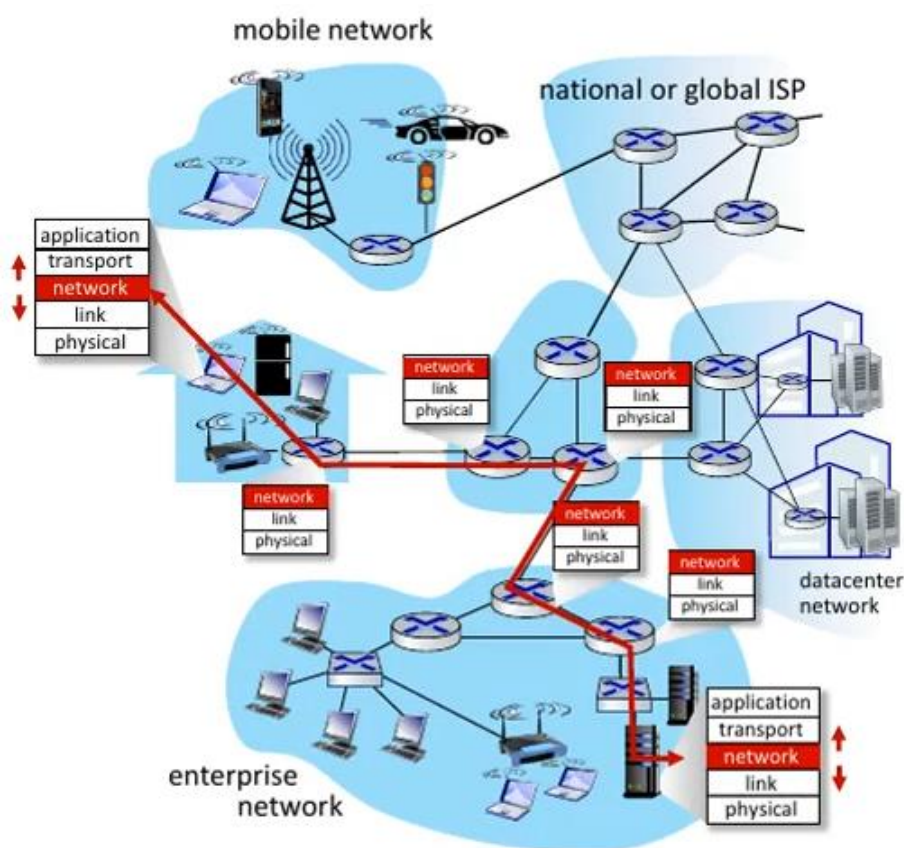 mobile network
national or global ISP
application
transport
network
link
physical
network
link
physical
network
link
physical
network
link
physical
network
link
physical
network
link
physical
datacenter
network
application
transport
network
link
physical
enterprise
network